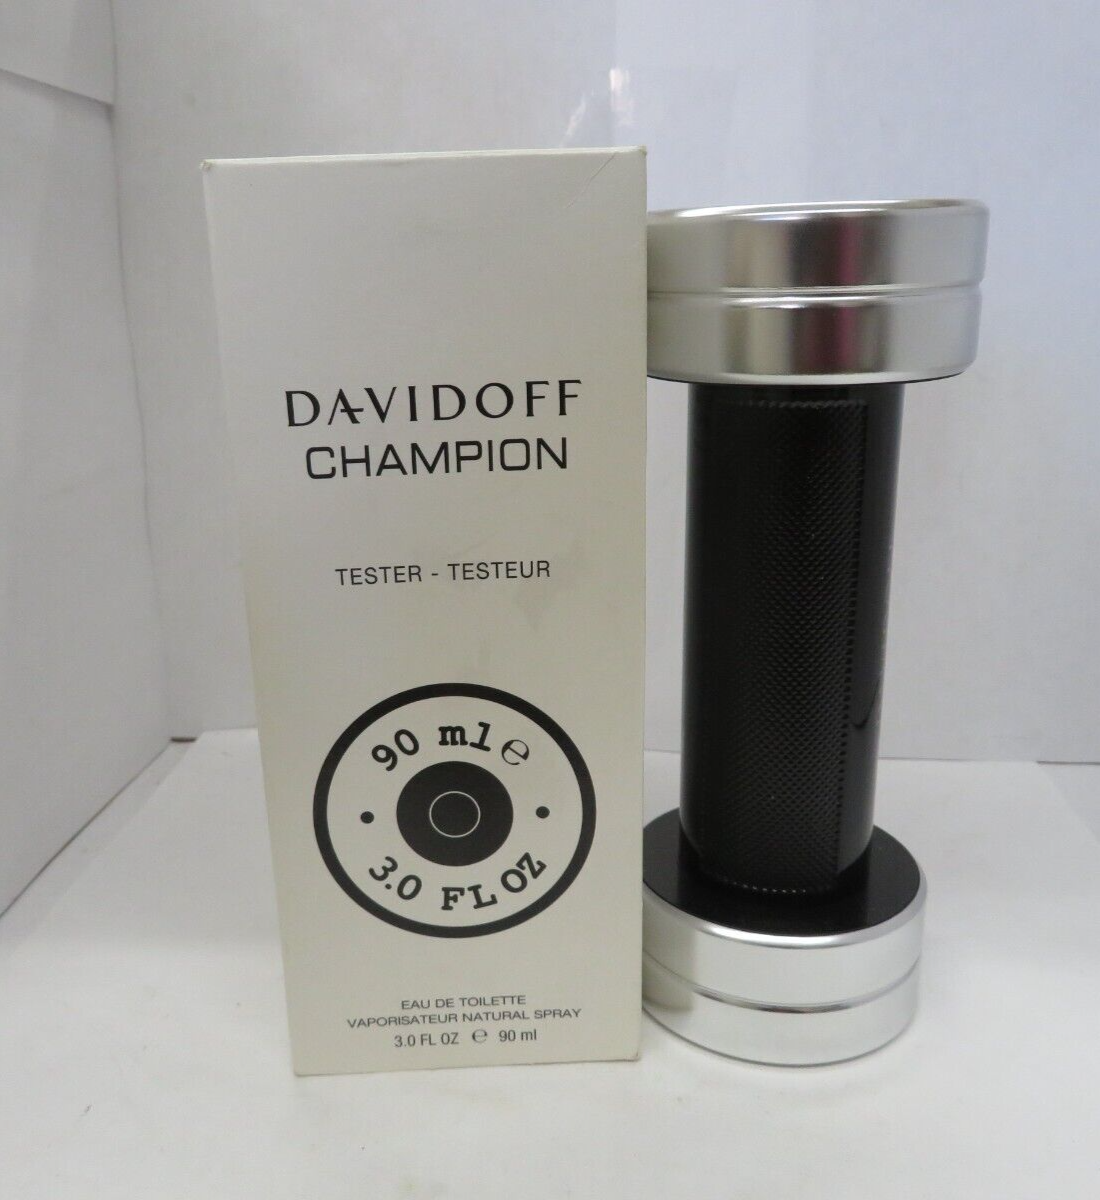 DAVIDOFF
CHAMPION
TESTER - TESTEUR
90 ml ℮
3.0 FL OZ
EAU DE TOILETTE
VAPORISATEUR NATURAL SPRAY
3.0 FL OZ ℮ 90 ml